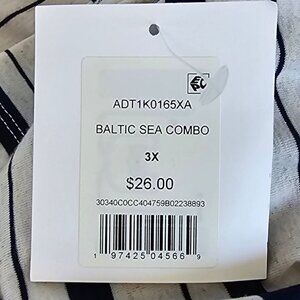 ADT1K0165XA
BALTIC SEA COMBO
3X
$26.00
30340C0CC404759B02238893
1 97425 04566 9